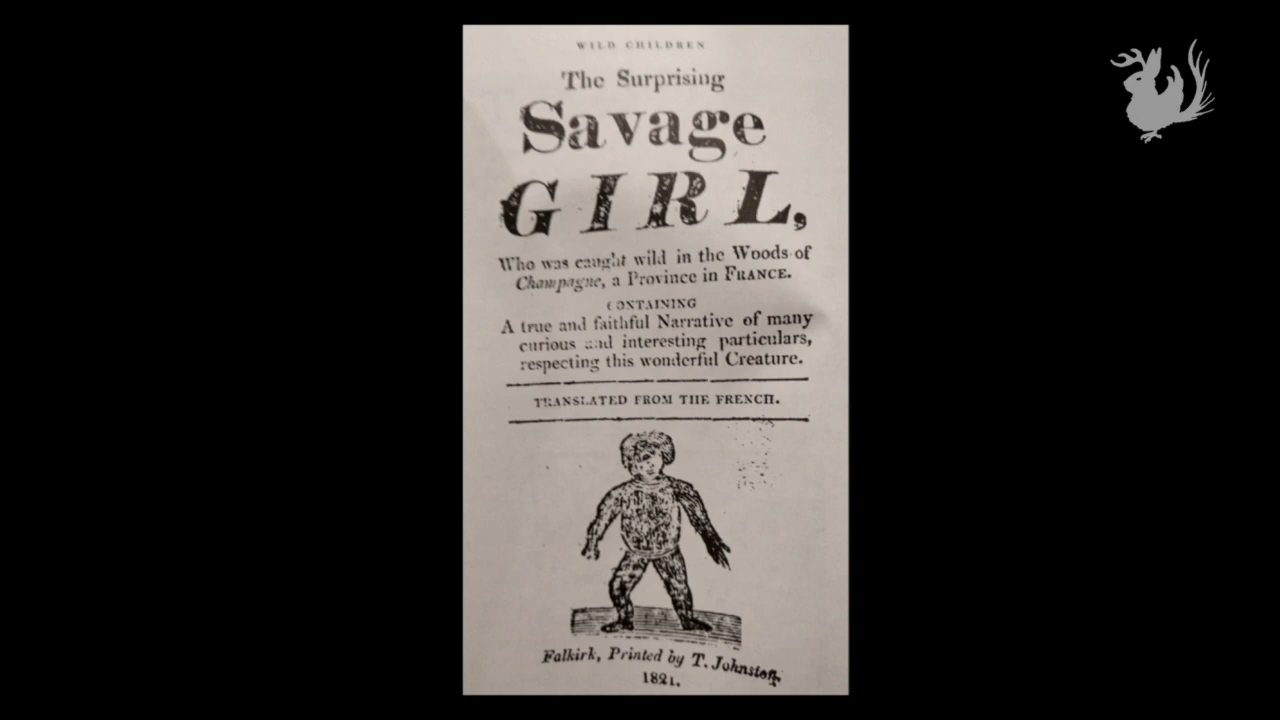 WILD CHILDREN
The Surprising
Savage
GIRL,
Who was caught wild in the Woods of
Champagne, a Province in FRANCE.
CONTAINING
A true and faithful Narrative of many
curious and interesting particulars,
respecting this wonderful Creature.
TRANSLATED FROM THE FRENCH.
Falkirk, Printed by T. Johnston,
1821.